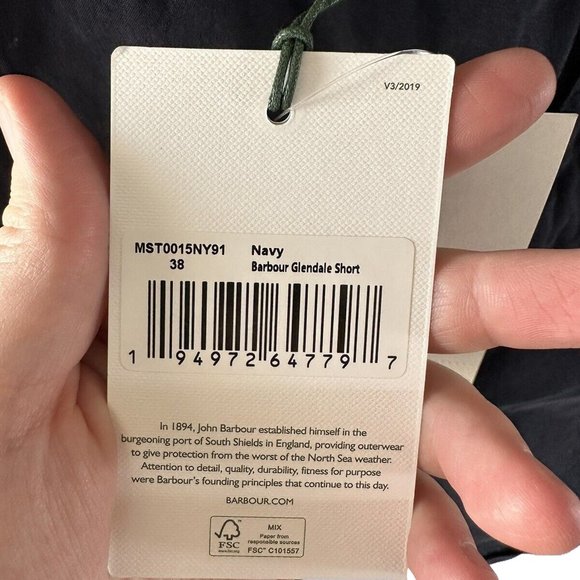 V3/2019
MST0015NY91 Navy
38 Barbour Glendale Short
1 94972 64779 7
In 1894, John Barbour established himself in the
burgeoning port of South Shields in England, providing outerwear
to give protection from the worst of the North Sea weather.
Attention to detail, quality, durability, fitness for purpose
were Barbour's founding principles that continue to this day.
BARBOUR.COM
FSC
www.fsc.org
MIX
Paper from
responsible sources
FSC™ C101557